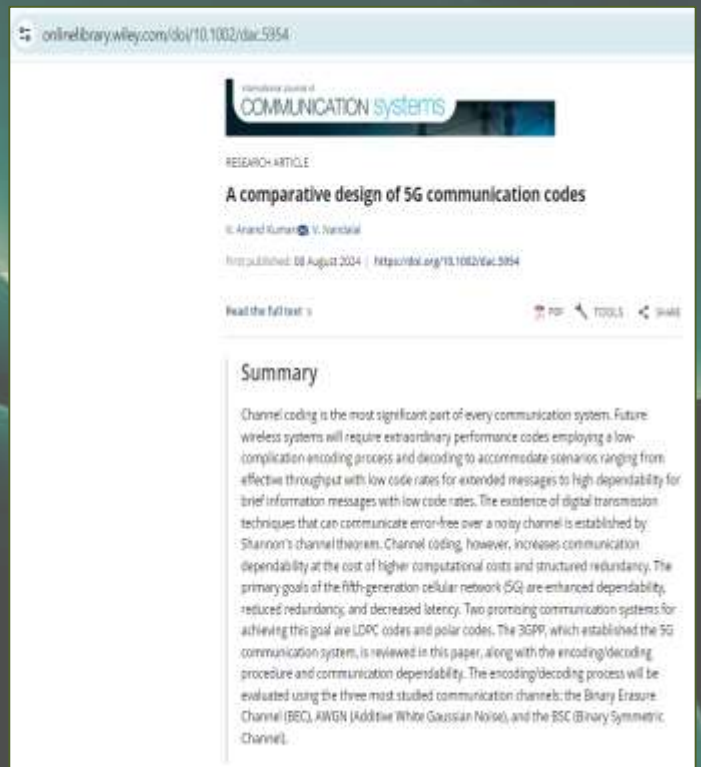 onlinelibrary.wiley.com/doi/10.1002/dac.5954
international journal of
COMMUNICATION systems
RESEARCH ARTICLE
A comparative design of 5G communication codes
V. Anand Kumar, V. Nandalal
First published: 08 August 2024 | https://doi.org/10.1002/dac.5954
Read the full text
PDF TOOLS SHARE
Summary
Channel coding is the most significant part of every communication system. Future
wireless systems will require extraordinary performance codes employing a low-
complication encoding process and decoding to accommodate scenarios ranging from
effective throughput with low code rates for extended messages to high dependability for
brief information messages with low code rates. The existence of digital transmission
techniques that can communicate error-free over a noisy channel is established by
Shannon's channel theorem. Channel coding, however, increases communication
dependability at the cost of higher computational costs and structured redundancy. The
primary goals of the fifth-generation cellular network (5G) are enhanced dependability,
reduced redundancy, and decreased latency. Two promising communication systems for
achieving this goal are LDPC codes and polar codes. The 3GPP, which established the 5G
communication system, is reviewed in this paper, along with the encoding/decoding
procedure and communication dependability. The encoding/decoding process will be
evaluated using the three most studied communication channels: the Binary Erasure
Channel (BEC), AWGN (Additive White Gaussian Noise), and the BSC (Binary Symmetric
Channel).